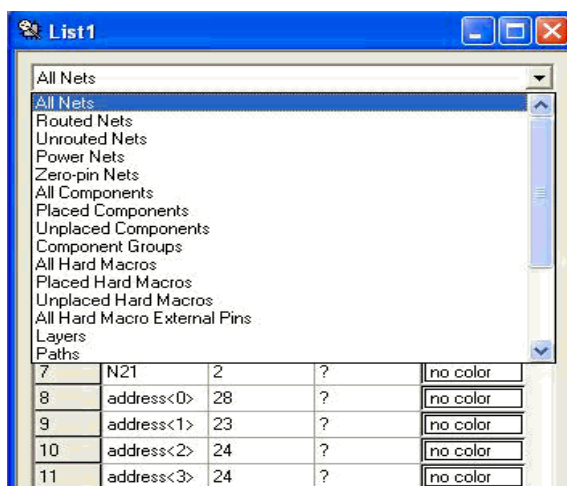 List1
All Nets
All Nets
Routed Nets
Unrouted Nets
Power Nets
Zero-pin Nets
All Components
Placed Components
Unplaced Components
Component Groups
All Hard Macros
Placed Hard Macros
Unplaced Hard Macros
All Hard Macro External Pins
Layers
Paths
7 N21 2 ? no color
8 address<0> 28 ? no color
9 address<1> 23 ? no color
10 address<2> 24 ? no color
11 address<3> 24 ? no color